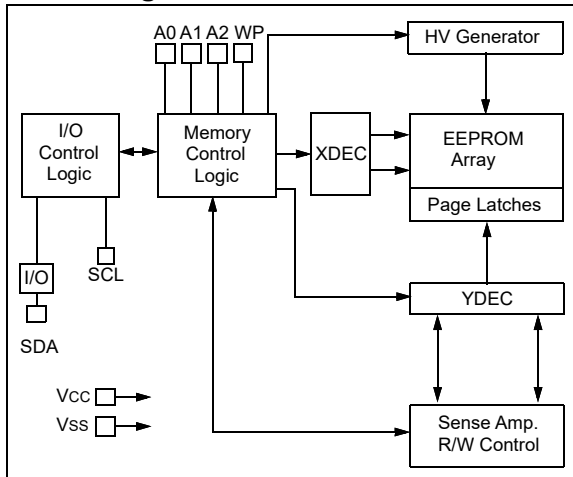 A0 A1 A2 WP
HV Generator
I/O
Control
Logic
Memory
Control
Logic
XDEC
EEPROM
Array
Page Latches
I/O
SCL
SDA
YDEC
VCC
VSS
Sense Amp.
R/W Control